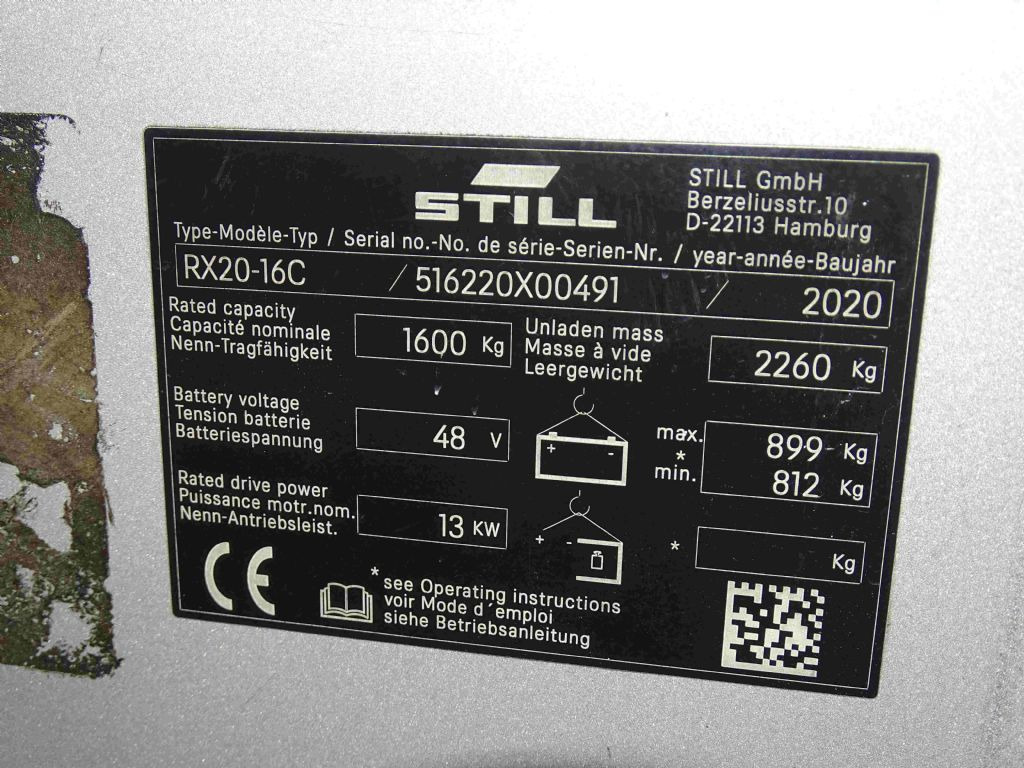 STILL
STILL GmbH
Berzeliusstr.10
D-22113 Hamburg
Type-Modèle-Typ / Serial no.-No. de série-Serien-Nr. / year-année-Baujahr
RX20-16C / 516220X00491 / 2020
Rated capacity
Capacité nominale
Nenn-Tragfähigkeit
1600 Kg
Unladen mass
Masse à vide
Leergewicht
2260 Kg
Battery voltage
Tension batterie
Batteriespannung
48 V
+ -
max. 899 Kg
*
min. 812 Kg
Rated drive power
Puissance motr.nom.
Nenn-Antriebsleist.
13 KW
+ -
* Kg
CE
* see Operating instructions
voir Mode d´emploi
siehe Betriebsanleitung